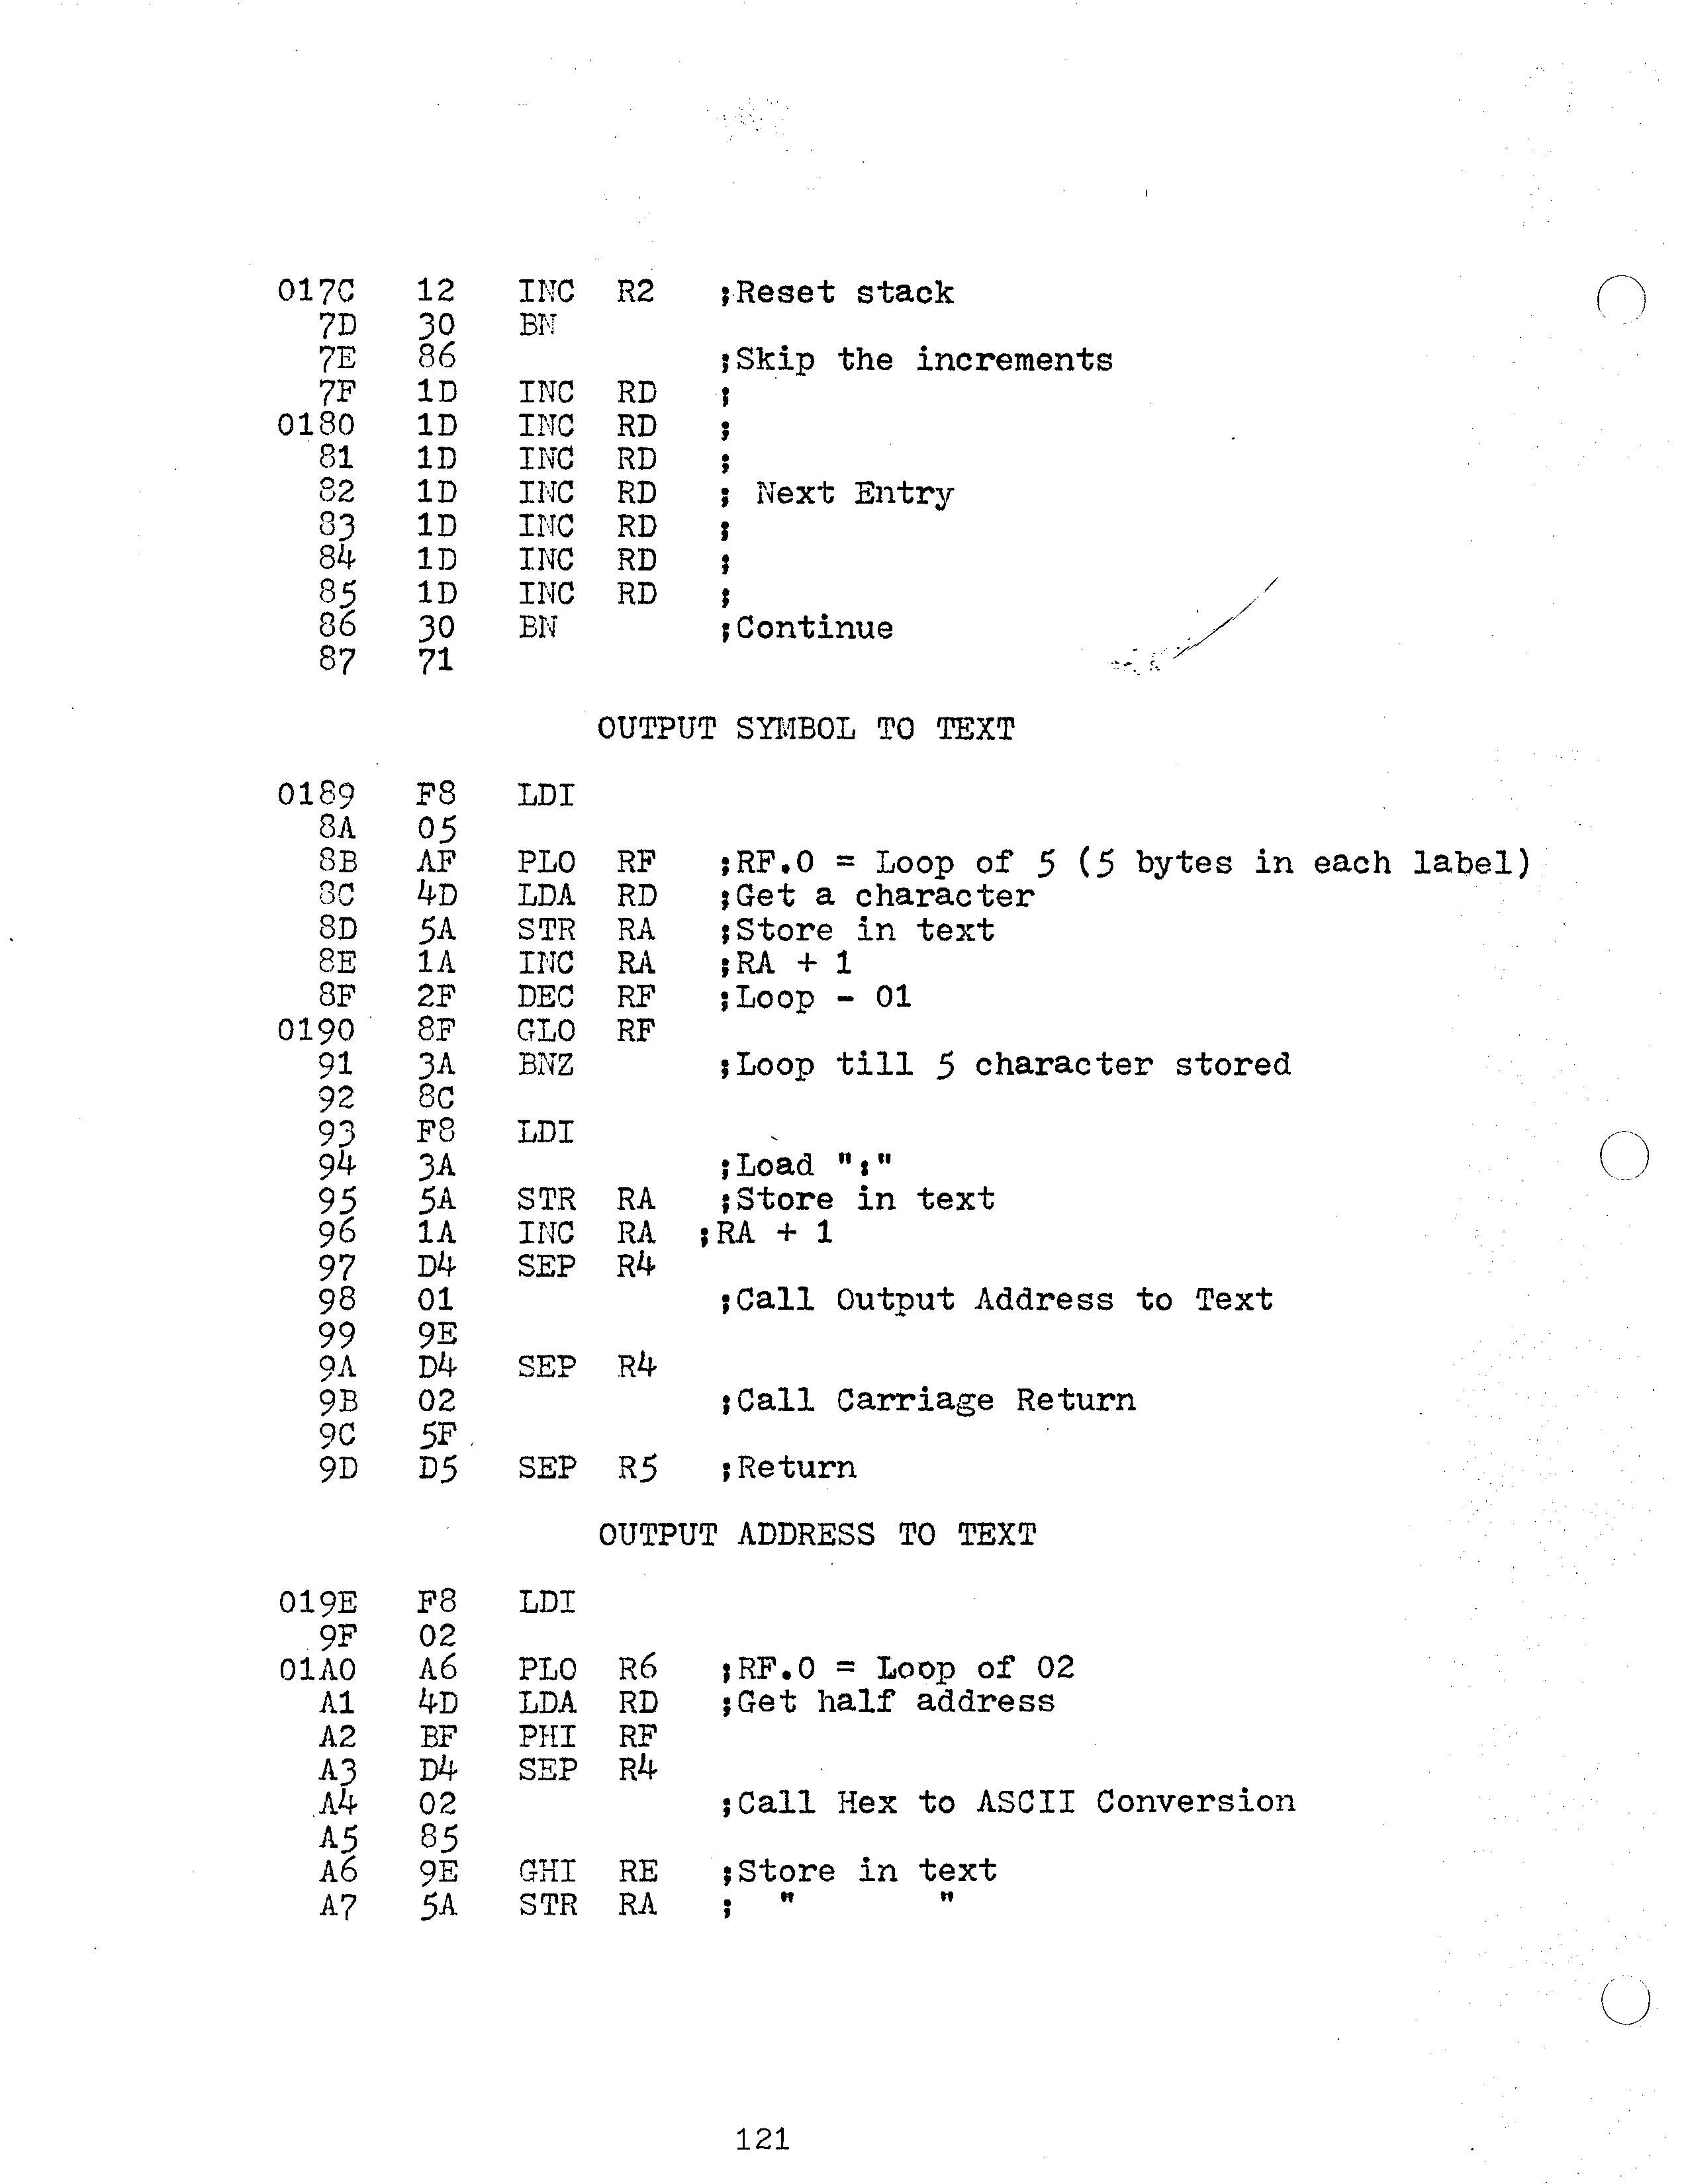 017C 12 INC R2 ;Reset stack
7D 30 BN
7E 86 ;Skip the increments
7F 1D INC RD ;
0180 1D INC RD ;
81 1D INC RD ;
82 1D INC RD ; Next Entry
83 1D INC RD ;
84 1D INC RD ;
85 1D INC RD ;
86 30 BN ;Continue
87 71
OUTPUT SYMBOL TO TEXT
0189 F8 LDI
8A 05
8B AF PLO RF ;RF.0 = Loop of 5 (5 bytes in each label)
8C 4D LDA RD ;Get a character
8D 5A STR RA ;Store in text
8E 1A INC RA ;RA + 1
8F 2F DEC RF ;Loop - 01
0190 8F GLO RF
91 3A BNZ ;Loop till 5 character stored
92 8C
93 F8 LDI
94 3A ;Load ":"
95 5A STR RA ;Store in text
96 1A INC RA ;RA + 1
97 D4 SEP R4
98 01 ;Call Output Address to Text
99 9E
9A D4 SEP R4
9B 02 ;Call Carriage Return
9C 5F
9D D5 SEP R5 ;Return
OUTPUT ADDRESS TO TEXT
019E F8 LDI
9F 02
01A0 A6 PLO R6 ;RF.0 = Loop of 02
A1 4D LDA RD ;Get half address
A2 BF PHI RF
A3 D4 SEP R4
A4 02 ;Call Hex to ASCII Conversion
A5 85
A6 9E GHI RE ;Store in text
A7 5A STR RA ; " "
121